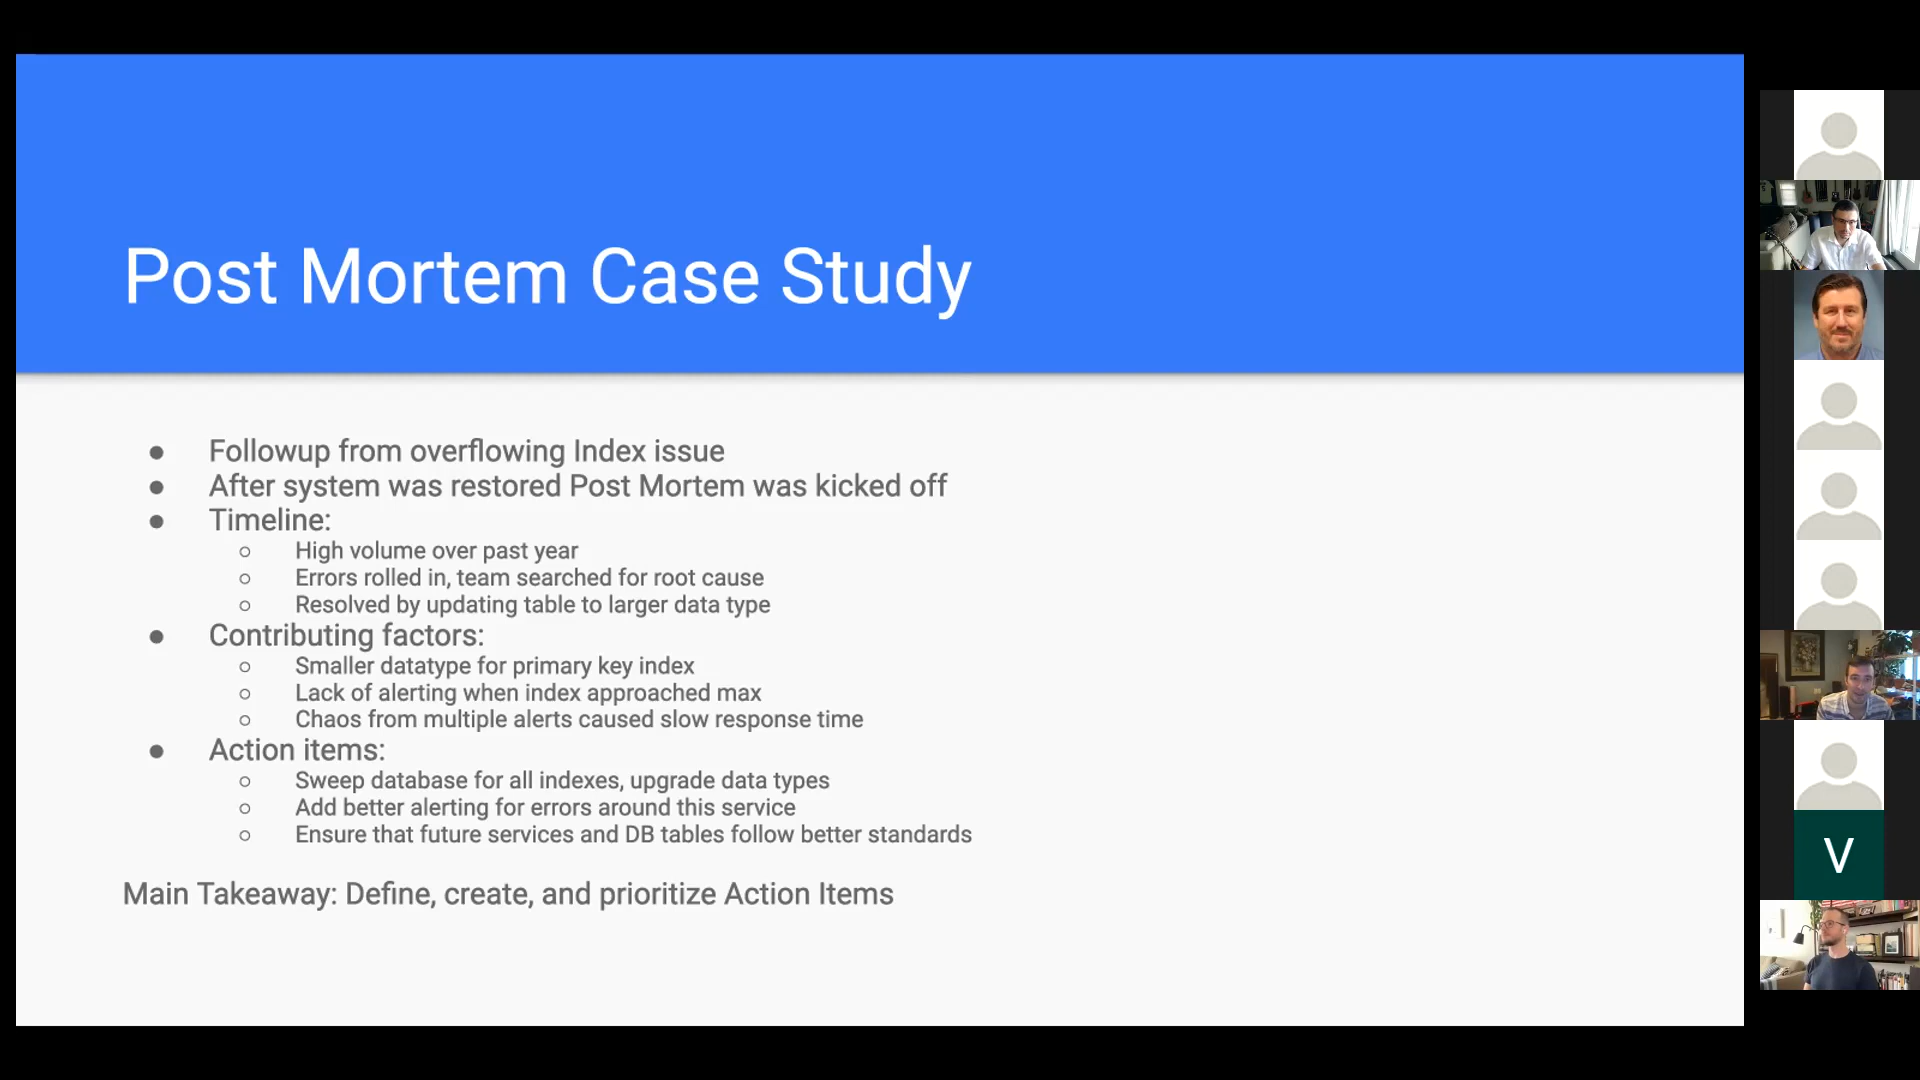 Post Mortem Case Study
● Followup from overflowing Index issue
● After system was restored Post Mortem was kicked off
● Timeline:
○ High volume over past year
○ Errors rolled in, team searched for root cause
○ Resolved by updating table to larger data type
● Contributing factors:
○ Smaller datatype for primary key index
○ Lack of alerting when index approached max
○ Chaos from multiple alerts caused slow response time
● Action items:
○ Sweep database for all indexes, upgrade data types
○ Add better alerting for errors around this service
○ Ensure that future services and DB tables follow better standards
Main Takeaway: Define, create, and prioritize Action Items
V